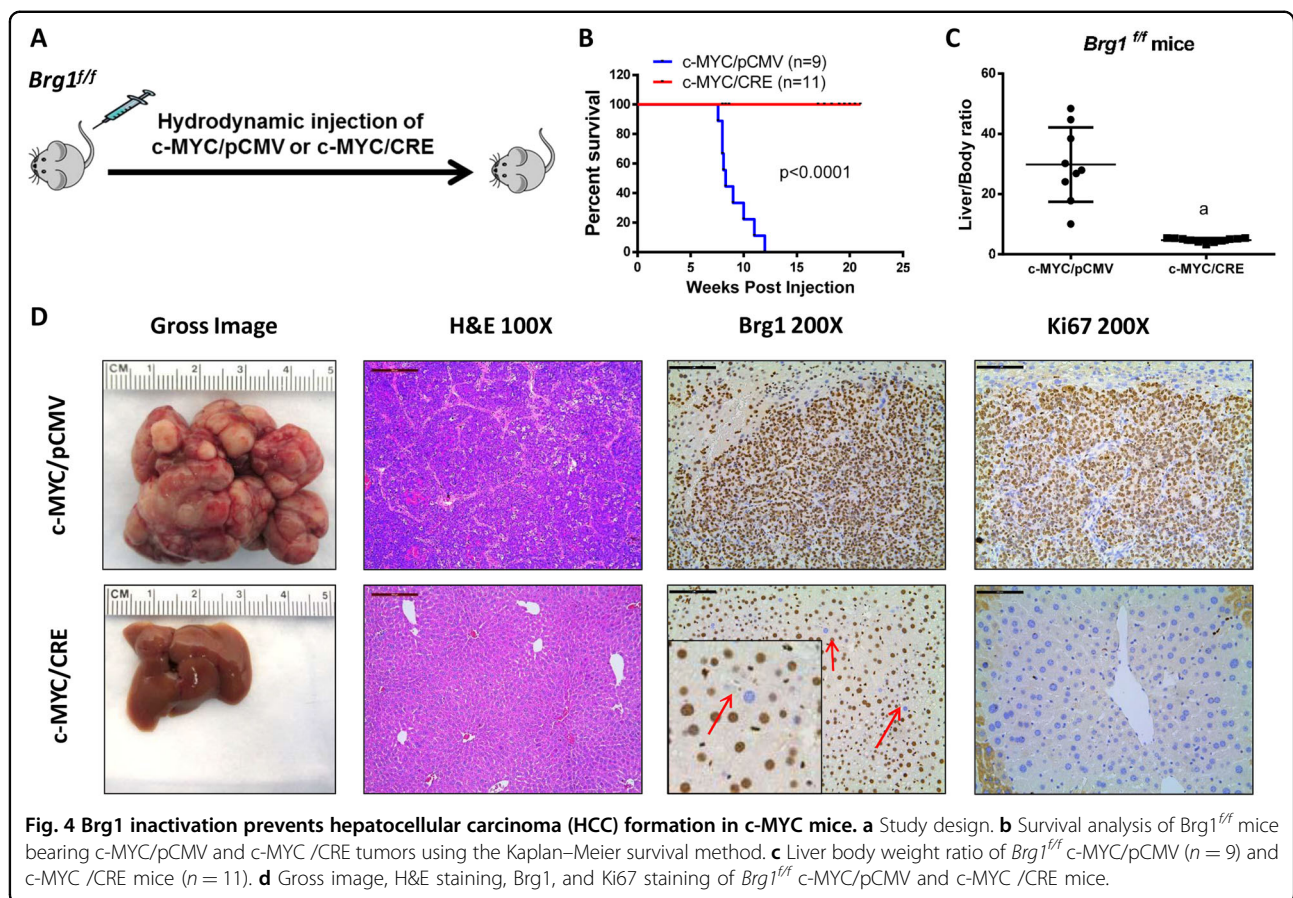 A
Brg1f/f
Hydrodynamic injection of
c-MYC/pCMV or c-MYC/CRE
B
c-MYC/pCMV (n=9)
c-MYC/CRE (n=11)
Percent survival
120
100
80
60
40
20
0
p<0.0001
0 5 10 15 20 25
Weeks Post Injection
C
Brg1 f/f mice
Liver/Body ratio
60
40
20
0
a
c-MYC/pCMV c-MYC/CRE
D
Gross Image H&E 100X Brg1 200X Ki67 200X
c-MYC/pCMV
CM 1 2 3 4 5
c-MYC/CRE
CM 1 2 3 4 5
Fig. 4 Brg1 inactivation prevents hepatocellular carcinoma (HCC) formation in c-MYC mice. a Study design. b Survival analysis of Brg1f/f mice
bearing c-MYC/pCMV and c-MYC /CRE tumors using the Kaplan–Meier survival method. c Liver body weight ratio of Brg1f/f c-MYC/pCMV (n = 9) and
c-MYC /CRE mice (n = 11). d Gross image, H&E staining, Brg1, and Ki67 staining of Brg1f/f c-MYC/pCMV and c-MYC /CRE mice.